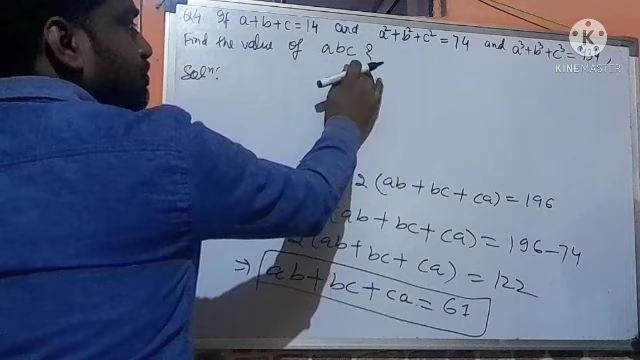 Q4. If a+b+c=14 and a²+b²+c²=74 and a³+b³+c³=
Find the value of abc ?
Solⁿ:
2(ab+bc+ca)=196
(ab+bc+ca)=196-74
2(ab+bc+ca)=122
⇒ ab+bc+ca=61
MADE WITH
KINEMASTER